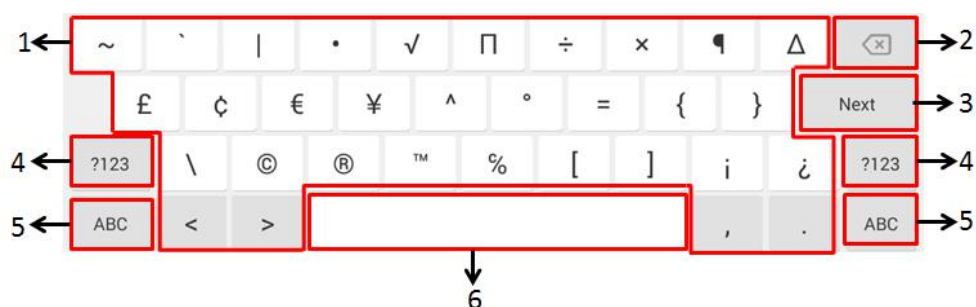 1 ~ ` | • √ Π ÷ × ¶ Δ 2
£ ¢ € ¥ ^ ° = { } Next 3
4 ?123 \ © ® ™ ℅ [ ] ¡ ¿ ?123 4
5 ABC < > , . ABC 5
6